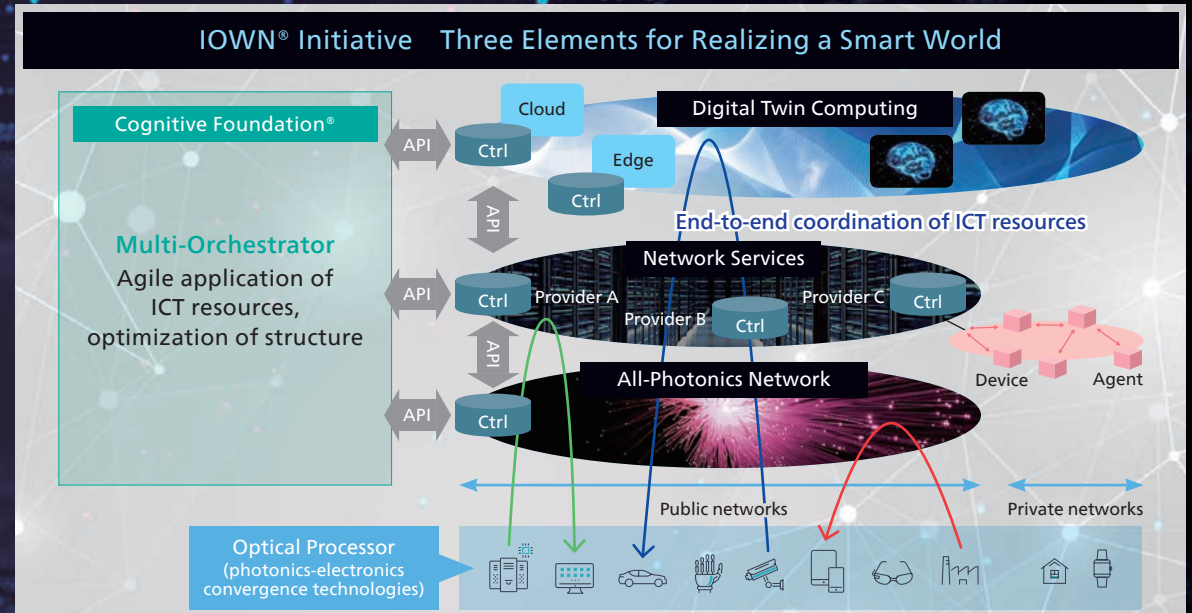 IOWN® Initiative Three Elements for Realizing a Smart World
Cognitive Foundation®
Multi-Orchestrator
Agile application of
ICT resources,
optimization of structure
API
Ctrl
Cloud
Edge
Ctrl
Digital Twin Computing
API
End-to-end coordination of ICT resources
Network Services
API
Ctrl
Provider A
Provider B
Ctrl
Provider C
Ctrl
API
Device
Agent
All-Photonics Network
API
Ctrl
Public networks
Private networks
Optical Processor
(photonics-electronics
convergence technologies)